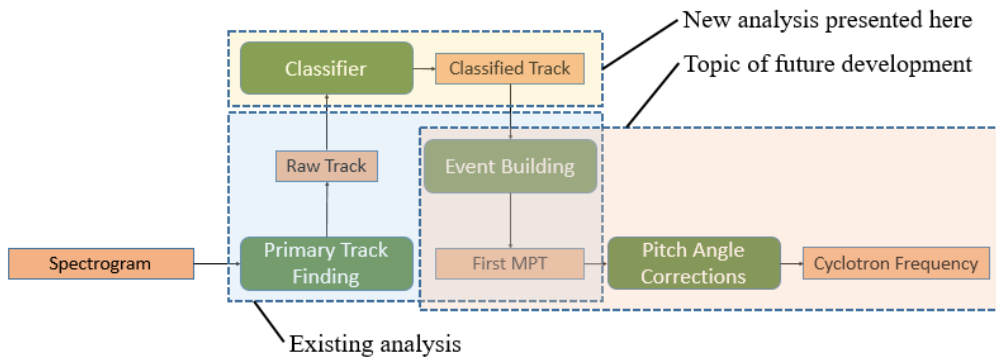 New analysis presented here
Classifier
Classified Track
Topic of future development
Raw Track
Event Building
Spectrogram
Primary Track
Finding
First MPT
Pitch Angle
Corrections
Cyclotron Frequency
Existing analysis